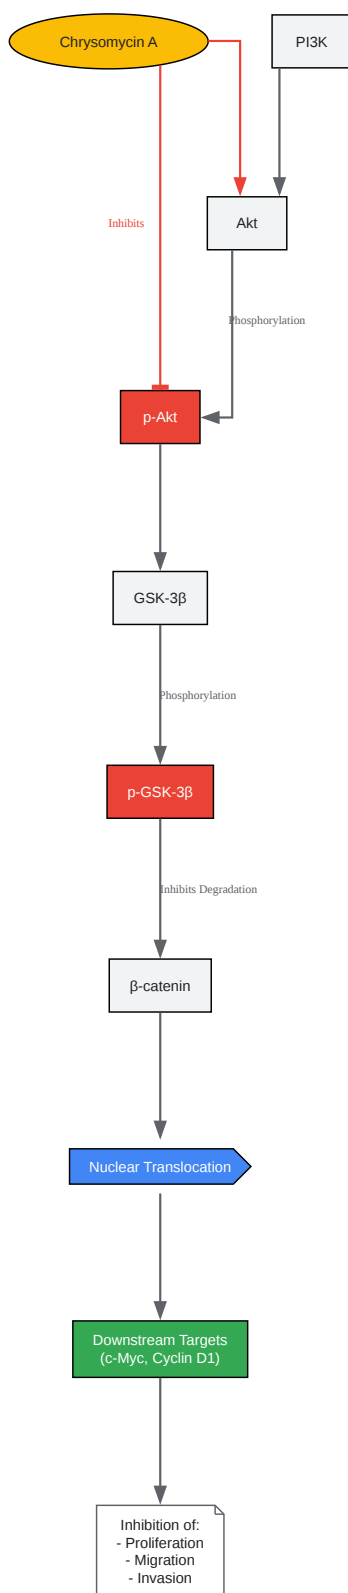 Chrysomycin A
PI3K
Inhibits
Akt
Phosphorylation
p-Akt
GSK-3β
Phosphorylation
p-GSK-3β
Inhibits Degradation
β-catenin
Nuclear Translocation
Downstream Targets
(c-Myc, Cyclin D1)
Inhibition of:
- Proliferation
- Migration
- Invasion